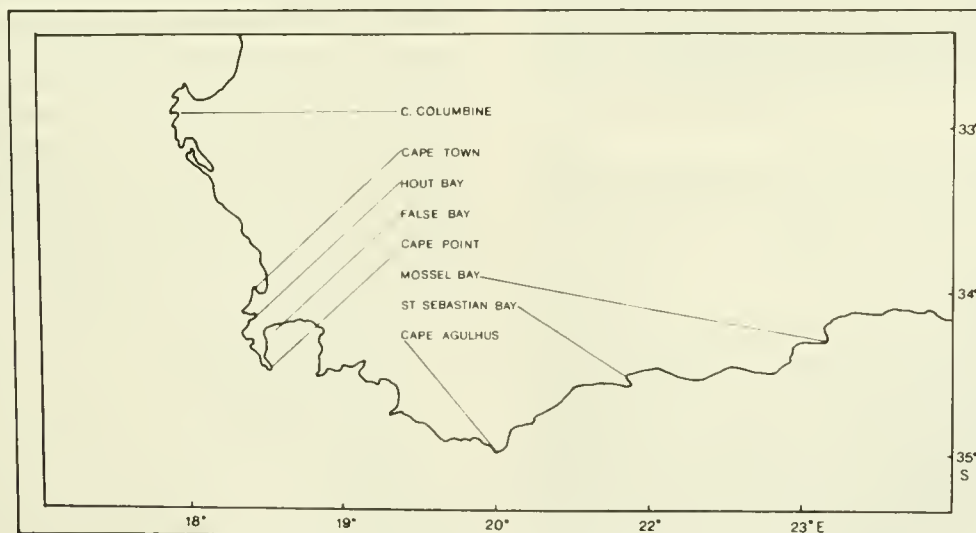 C. COLUMBINE
CAPE TOWN
HOUT BAY
FALSE BAY
CAPE POINT
MOSSEL BAY
ST SEBASTIAN BAY
CAPE AGULHUS
33°
34°
35°
S
18° 19° 20° 22° 23° E